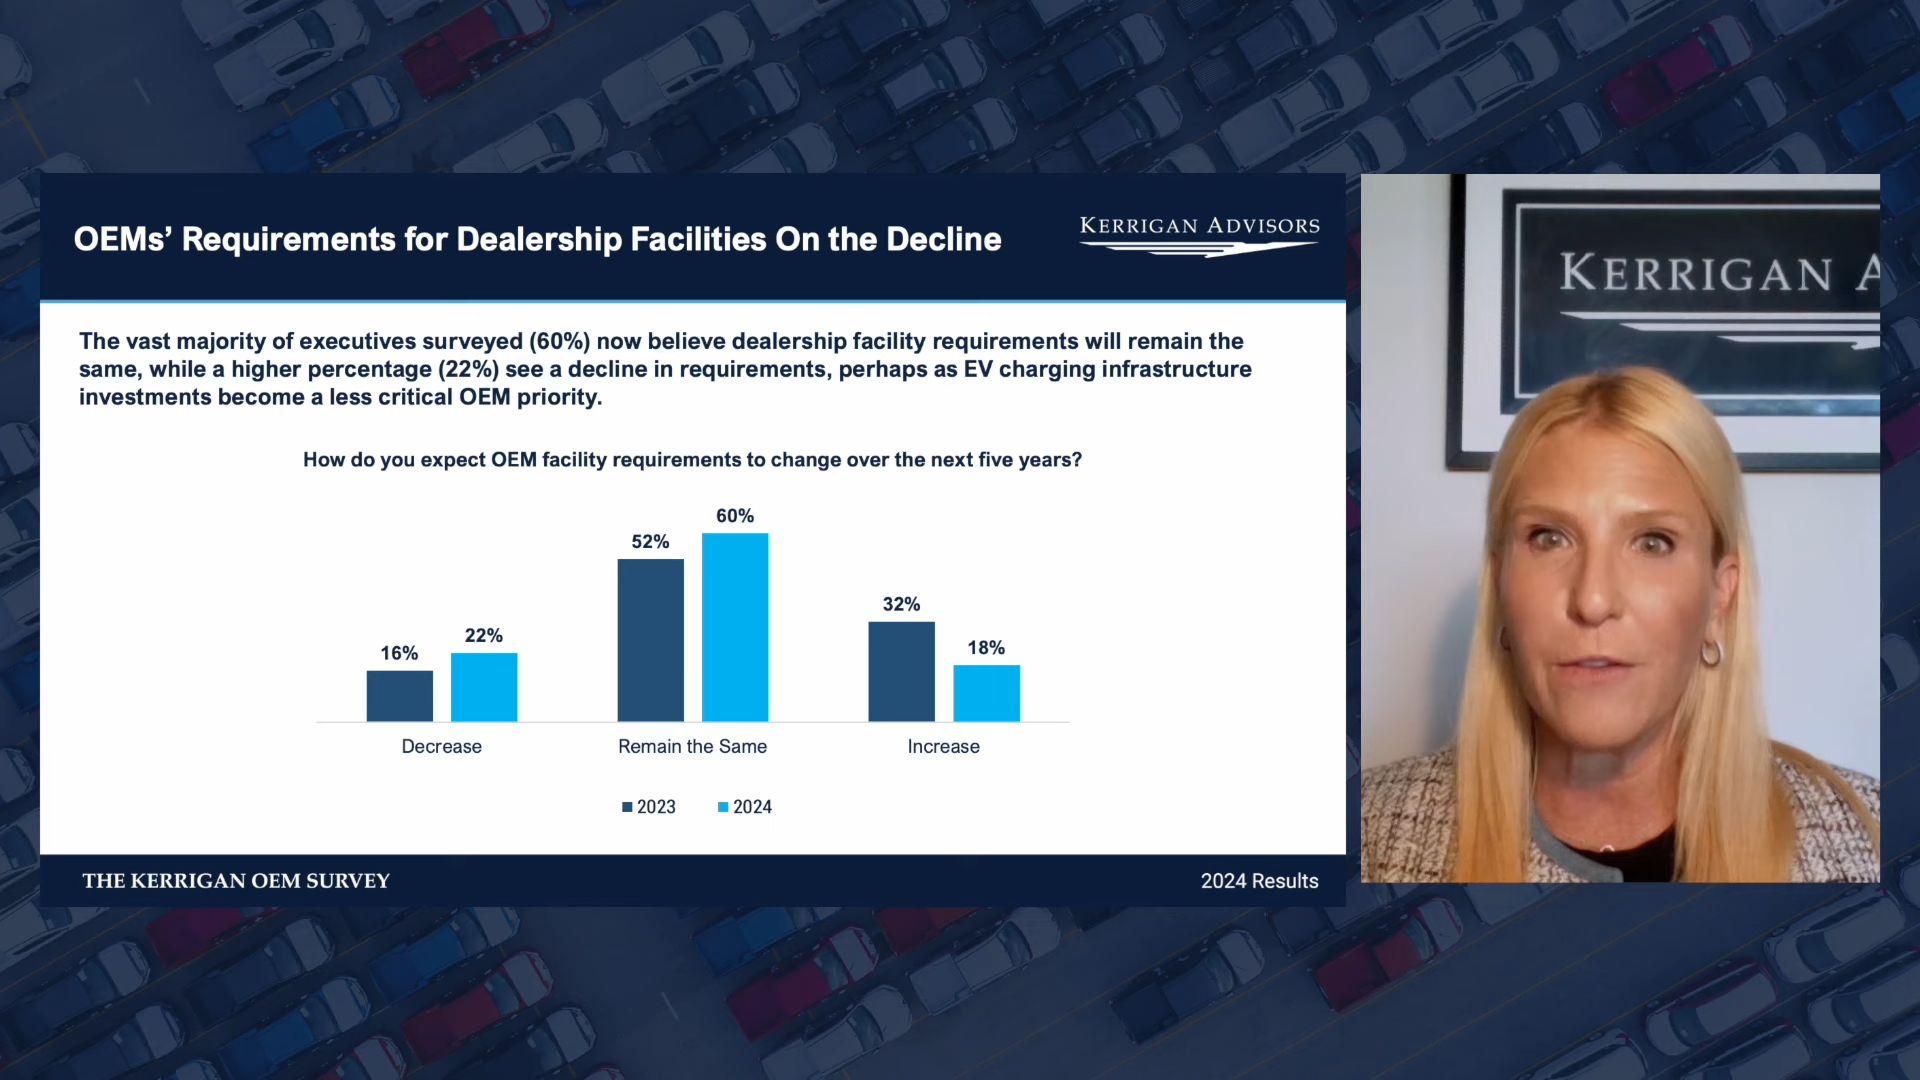 OEMs’ Requirements for Dealership Facilities On the Decline
KERRIGAN ADVISORS
The vast majority of executives surveyed (60%) now believe dealership facility requirements will remain the
same, while a higher percentage (22%) see a decline in requirements, perhaps as EV charging infrastructure
investments become a less critical OEM priority.
How do you expect OEM facility requirements to change over the next five years?
16%
22%
52%
60%
32%
18%
Decrease
Remain the Same
Increase
2023
2024
THE KERRIGAN OEM SURVEY
2024 Results
KERRIGAN A